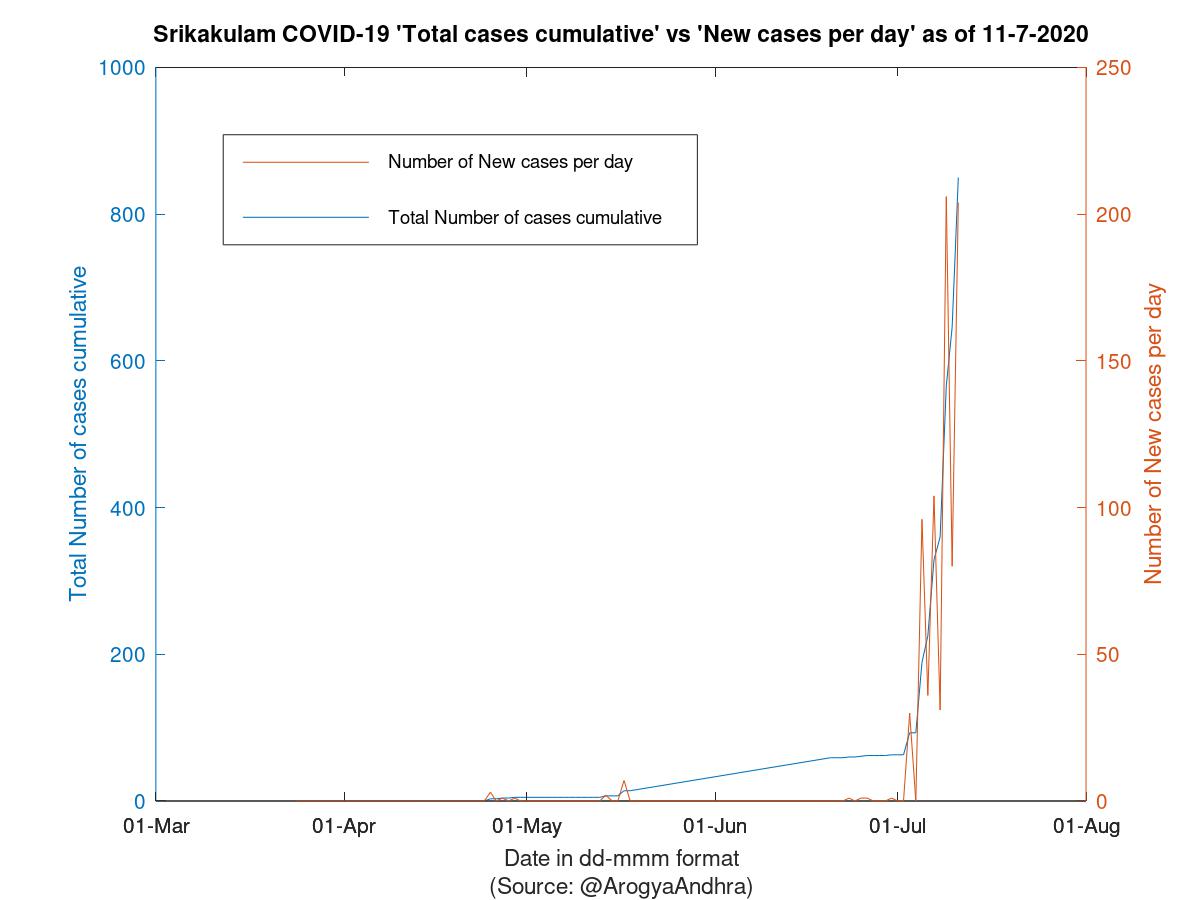 Srikakulam COVID-19 'Total cases cumulative' vs 'New cases per day' as of 11-7-2020
1000
800
600
400
200
0
Total Number of cases cumulative
Number of New cases per day
Total Number of cases cumulative
250
200
150
100
50
0
Number of New cases per day
01-Mar 01-Apr 01-May 01-Jun 01-Jul 01-Aug
Date in dd-mmm format
(Source: @ArogyaAndhra)